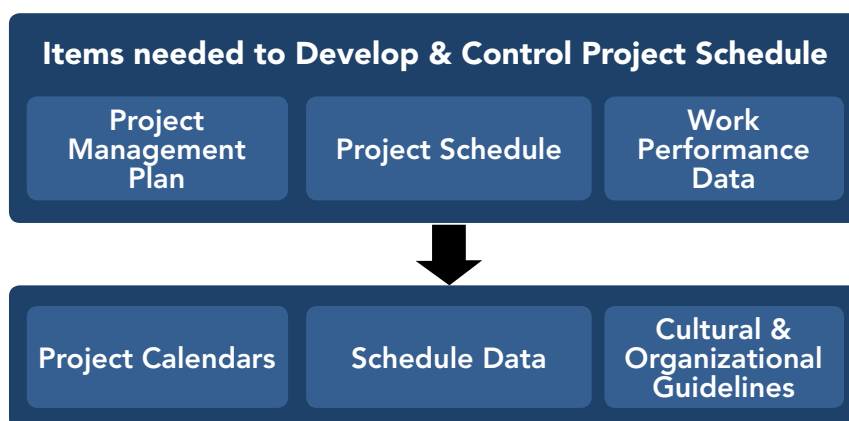 Items needed to Develop & Control Project Schedule
Project
Management
Plan
Project Schedule
Work
Performance
Data
Project Calendars
Schedule Data
Cultural &
Organizational
Guidelines